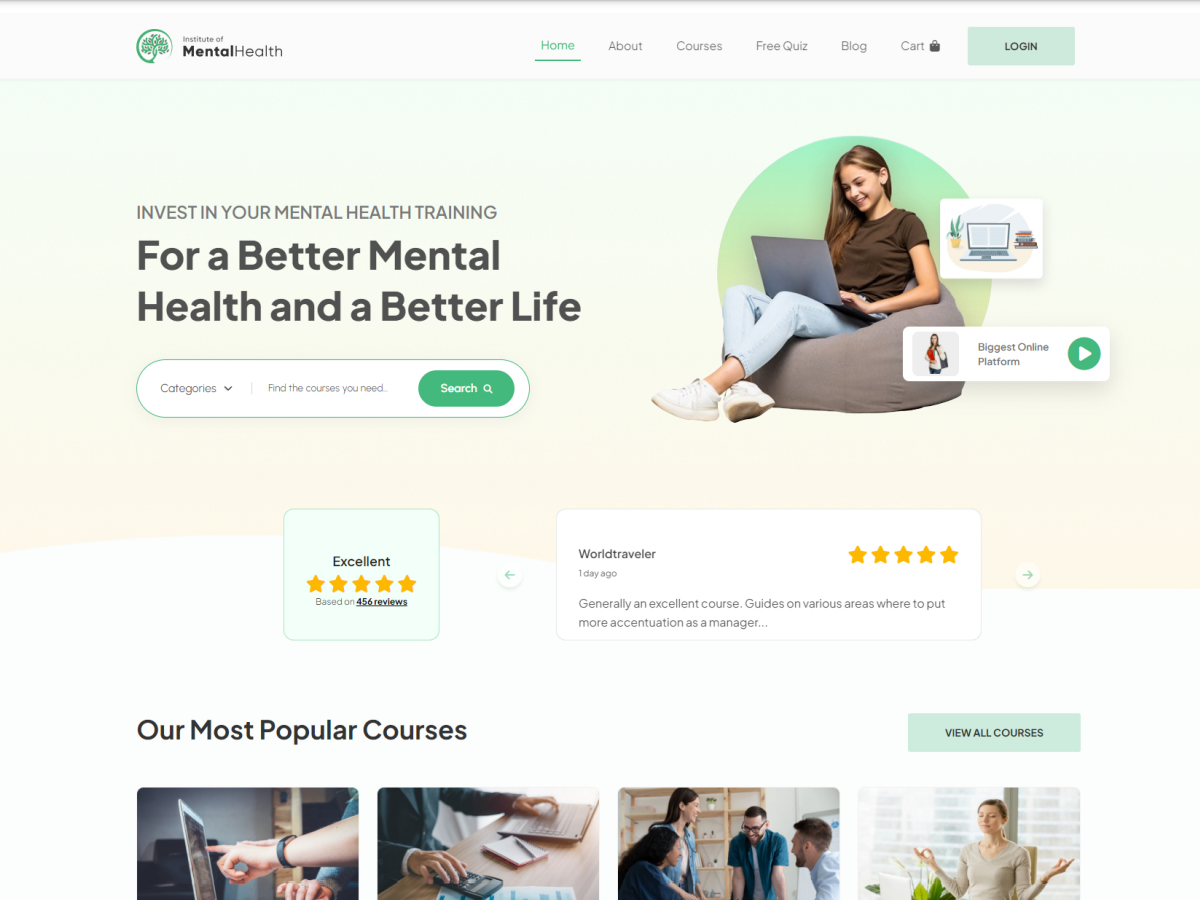 Institute of
MentalHealth
Home
About
Courses
Free Quiz
Blog
Cart
LOGIN
INVEST IN YOUR MENTAL HEALTH TRAINING
For a Better Mental
Health and a Better Life
Categories
Find the courses you need..
Search
Biggest Online
Platform
Excellent
Based on 456 reviews
Worldtraveler
1 day ago
Generally an excellent course. Guides on various areas where to put
more accentuation as a manager...
Our Most Popular Courses
VIEW ALL COURSES